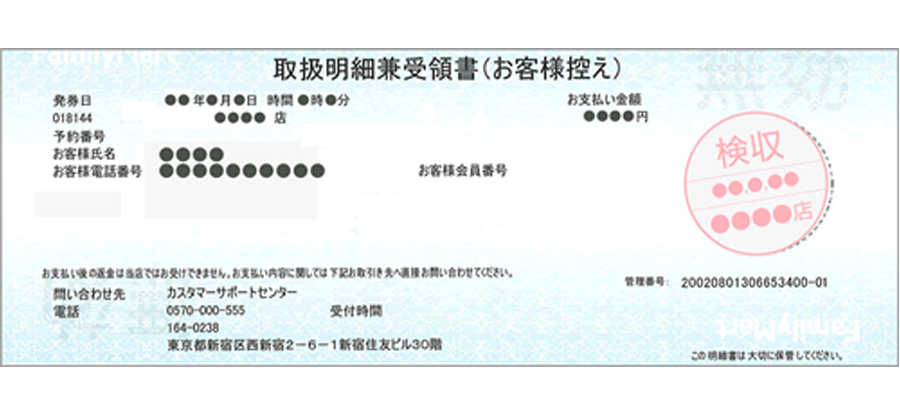 FamilyMart
取扱明細兼受領書(お客様控え)
無効
発券日 ●●年●月●日 時間 ●時●分 お支払い金額
018144 ●●●● 店 ●●●●円
予約番号
お客様氏名 ●●●●
お客様電話番号 ●●●●●●●●●● お客様会員番号
検収
●●.●.●●
●●●●店
お支払い後の返金は当店ではお受けできません。お支払い内容に関しては下記お取引き先へ直接お問い合わせてください。
管理番号: 20020801306653400-01
問い合わせ先 カスタマーサポートセンター
電話 0570-000-555 受付時間
164-0238
東京都新宿区西新宿2-6-1新宿住友ビル30階
FamilyMart
この明細書は大切に保管してください。